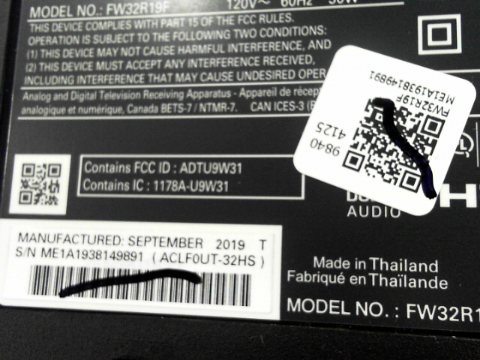 MODEL NO.: FW32R19F 120V~ 60Hz 50W
THIS DEVICE COMPLIES WITH PART 15 OF THE FCC RULES.
OPERATION IS SUBJECT TO THE FOLLOWING TWO CONDITIONS:
(1) THIS DEVICE MAY NOT CAUSE HARMFUL INTERFERENCE, AND
(2) THIS DEVICE MUST ACCEPT ANY INTERFERENCE RECEIVED,
INCLUDING INTERFERENCE THAT MAY CAUSE UNDESIRED OPER
Analog and Digital Television Receiving Apparatus - Appareil de récep
analogique et numérique, Canada BETS-7 / NTMR-7. CAN ICES-3 (B
ME1A1938149891
FW32R19F
9840
4125
AUDIO
Contains FCC ID : ADTU9W31
Contains IC : 1178A-U9W31
MANUFACTURED: SEPTEMBER 2019 T
S/N ME1A1938149891 ( ACLF0UT-32HS )
Made in Thailand
Fabriqué en Thaïlande
MODEL NO. : FW32R1